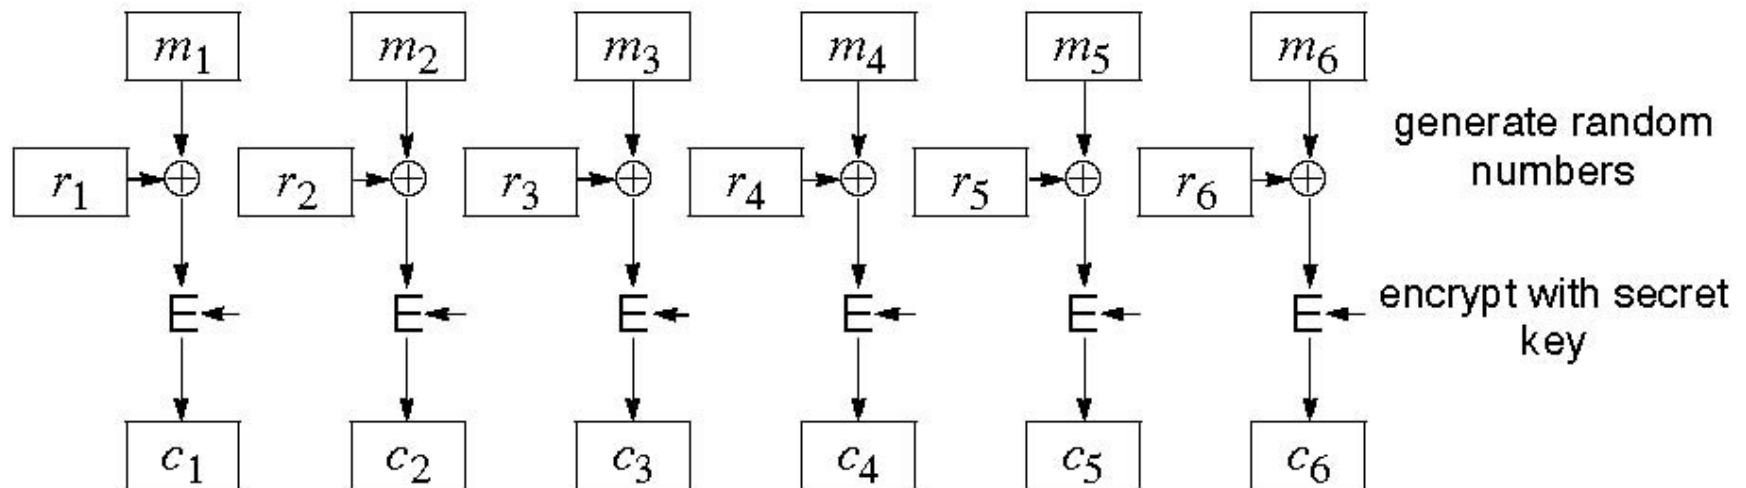 m1 m2 m3 m4 m5 m6
generate random
numbers
r1 r2 r3 r4 r5 r6
E E E E E E
encrypt with secret
key
c1 c2 c3 c4 c5 c6